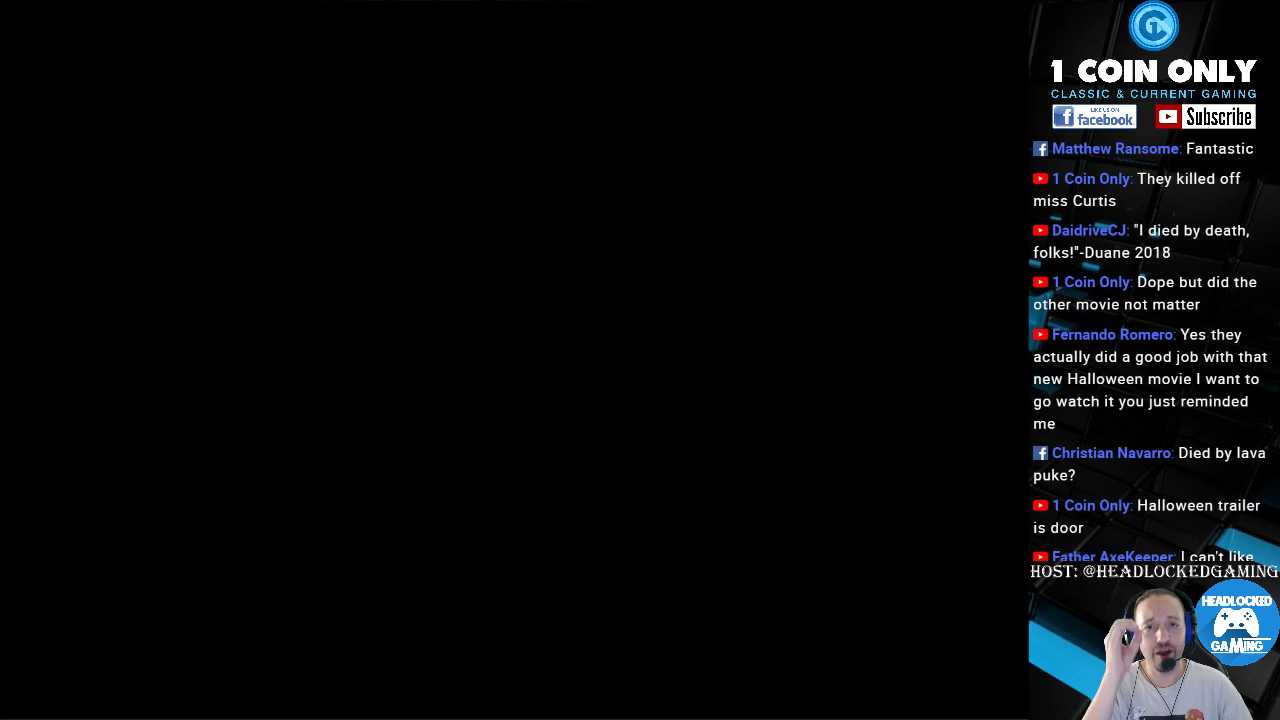 1 COIN ONLY
CLASSIC & CURRENT GAMING
LIKE US ON
facebook.
Subscribe
Matthew Ransome: Fantastic
1 Coin Only: They killed off
miss Curtis
DaidriveCJ: "I died by death,
folks!"-Duane 2018
1 Coin Only: Dope but did the
other movie not matter
Fernando Romero: Yes they
actually did a good job with that
new Halloween movie I want to
go watch it you just reminded
me
Christian Navarro: Died by lava
puke?
1 Coin Only: Halloween trailer
is door
Father AxeKeeper: I can't like
HOST: @HEADLOCKEDGAMING
HEADLOCKED
GAMING